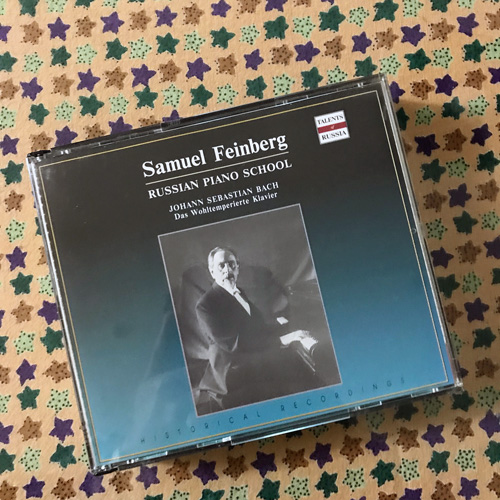 TALENTS
of
RUSSIA
Samuel Feinberg
RUSSIAN PIANO SCHOOL
JOHANN SEBASTIAN BACH
Das Wohltemperierte Klavier
HISTORICAL RECORDINGS